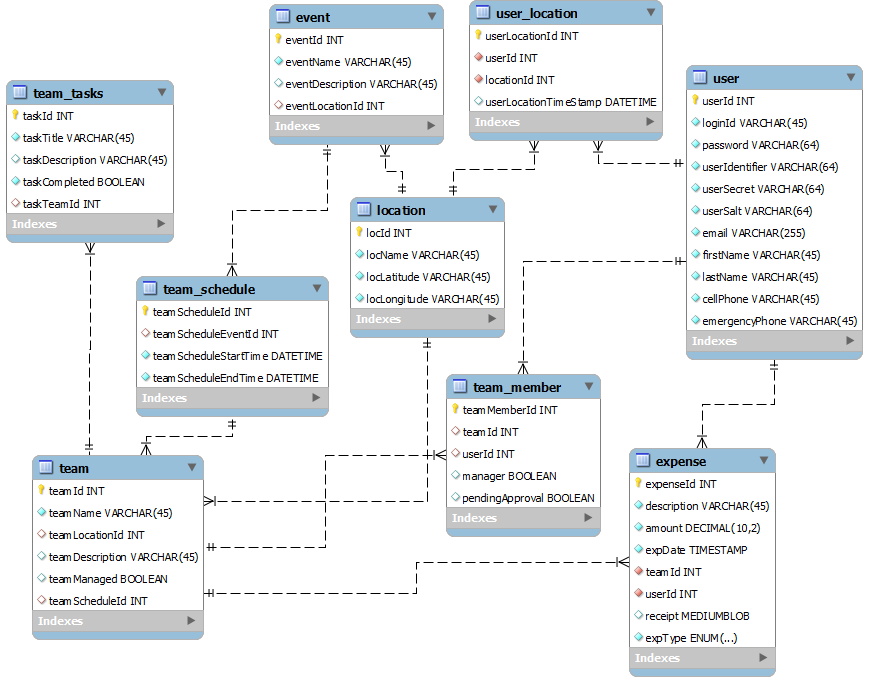 event
eventId INT
eventName VARCHAR(45)
eventDescription VARCHAR(45)
eventLocationId INT
Indexes
user_location
userLocationId INT
userId INT
locationId INT
userLocationTimeStamp DATETIME
Indexes
user
userId INT
loginId VARCHAR(45)
password VARCHAR(64)
userIdentifier VARCHAR(64)
userSecret VARCHAR(64)
userSalt VARCHAR(64)
email VARCHAR(255)
firstName VARCHAR(45)
lastName VARCHAR(45)
cellPhone VARCHAR(45)
emergencyPhone VARCHAR(45)
Indexes
team_tasks
taskId INT
taskTitle VARCHAR(45)
taskDescription VARCHAR(45)
taskCompleted BOOLEAN
taskTeamId INT
Indexes
location
locId INT
locName VARCHAR(45)
locLatitude VARCHAR(45)
locLongitude VARCHAR(45)
Indexes
team_schedule
teamScheduleId INT
teamScheduleEventId INT
teamScheduleStartTime DATETIME
teamScheduleEndTime DATETIME
Indexes
team_member
teamMemberId INT
teamId INT
userId INT
manager BOOLEAN
pendingApproval BOOLEAN
Indexes
team
teamId INT
teamName VARCHAR(45)
teamLocationId INT
teamDescription VARCHAR(45)
teamManaged BOOLEAN
teamScheduleId INT
Indexes
expense
expenseId INT
description VARCHAR(45)
amount DECIMAL(10,2)
expDate TIMESTAMP
teamId INT
userId INT
receipt MEDIUMBLOB
expType ENUM(...)
Indexes